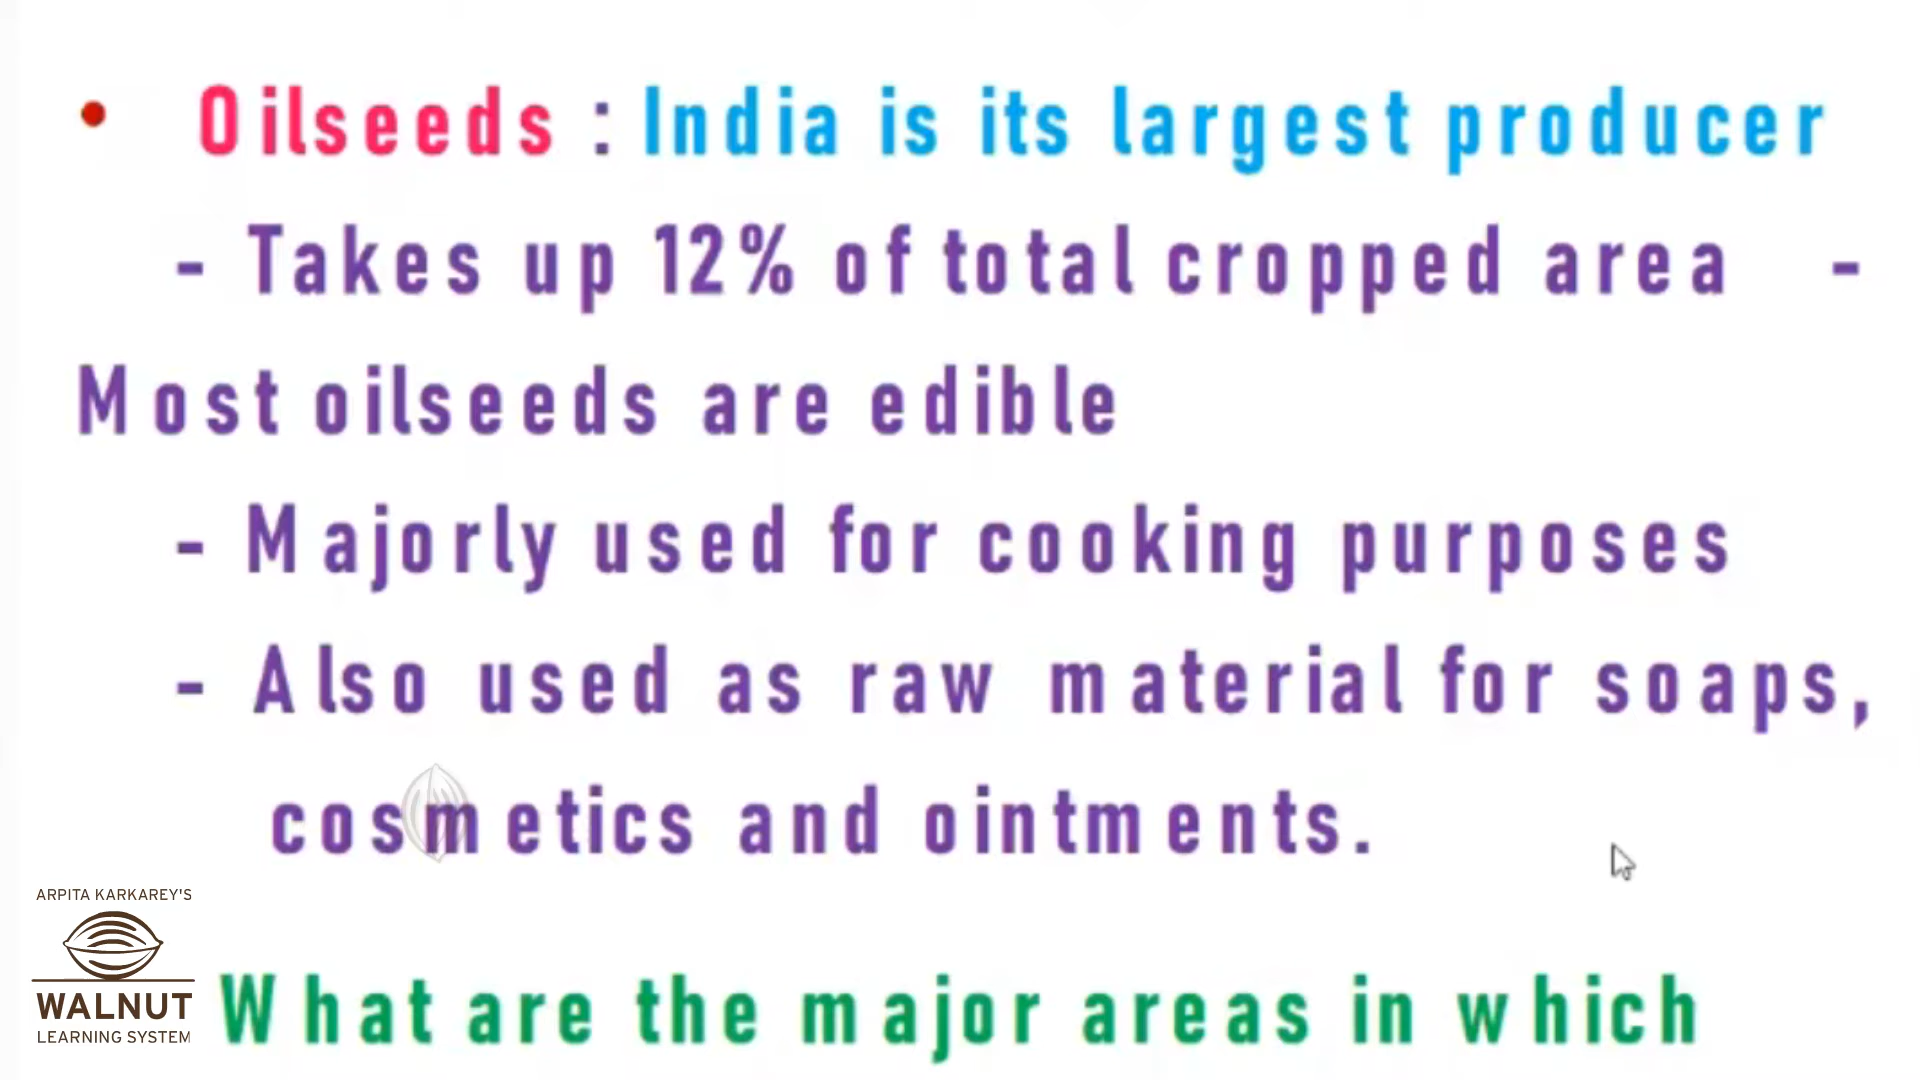 • Oilseeds : India is its largest producer
- Takes up 12% of total cropped area -
Most oilseeds are edible
- Majorly used for cooking purposes
- Also used as raw material for soaps,
cosmetics and ointments.
ARPITA KARKAREY'S
WALNUT
LEARNING SYSTEM
What are the major areas in which